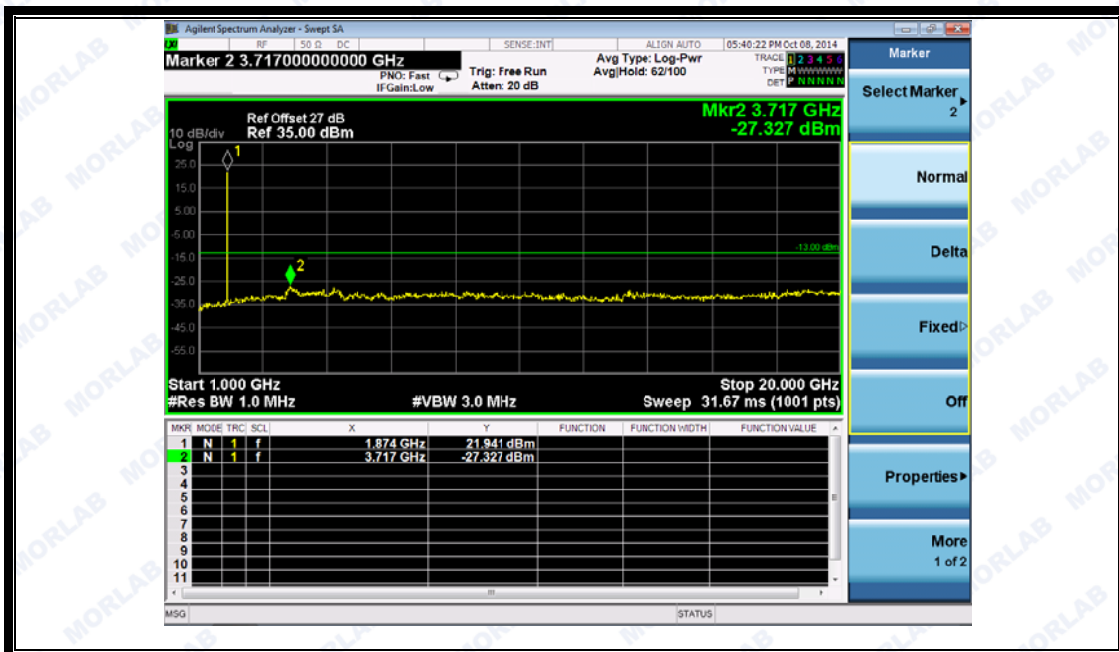 Agilent Spectrum Analyzer - Swept SA
LXI RF 50 Ω DC SENSE:INT ALIGN AUTO 05:40:22 PM Oct 08, 2014
Marker 2 3.717000000000 GHz
PNO: Fast
IFGain:Low
Trig: Free Run
Atten: 20 dB
Avg Type: Log-Pwr
Avg|Hold: 62/100
TRACE 1 2 3 4 5 6
TYPE M WWWWW
DET P N N N N N
Ref Offset 27 dB
10 dB/div Ref 35.00 dBm
Log
Mkr2 3.717 GHz
-27.327 dBm
25.0
15.0
5.00
-5.00
-15.0
-25.0
-35.0
-45.0
-55.0
1
2
-13.00 dBm
Start 1.000 GHz Stop 20.000 GHz
#Res BW 1.0 MHz #VBW 3.0 MHz Sweep 31.67 ms (1001 pts)
MKR MODE TRC SCL X Y FUNCTION FUNCTION WIDTH FUNCTION VALUE
1 N 1 f 1.874 GHz 21.941 dBm
2 N 1 f 3.717 GHz -27.327 dBm
3
4
5
6
7
8
9
10
11
MSG STATUS
Marker
Select Marker
2
Normal
Delta
Fixed
Off
Properties
More
1 of 2
MORLAB